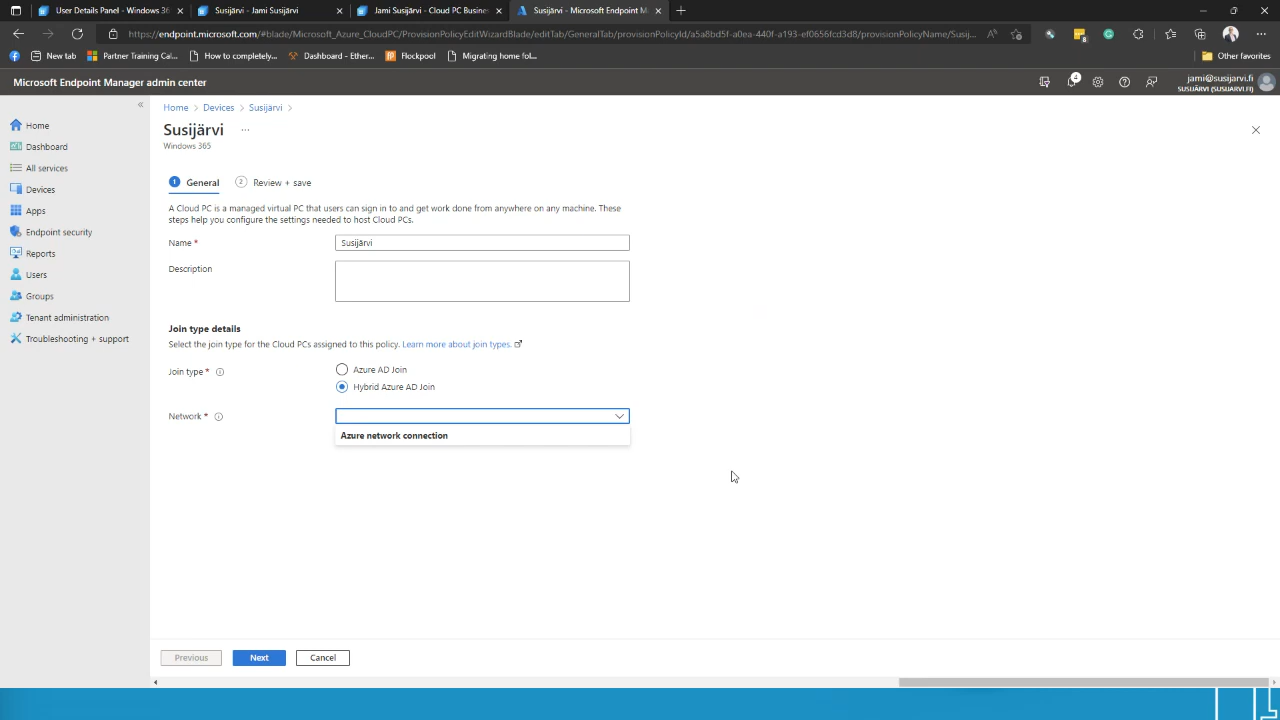 User Details Panel - Windows 365
Susijärvi - Jami Susijärvi
Jami Susijärvi - Cloud PC Busines
Susijärvi - Microsoft Endpoint M
https://endpoint.microsoft.com/#blade/Microsoft_Azure_CloudPC/ProvisionPolicyEditWizardBlade/editTab/GeneralTab/provisionPolicyId/a5a8bd5f-a0ea-440f-a193-ef0656fcd3d8/provisionPolicyName/Susij...
New tab
Partner Training Cal...
How to completely...
Dashboard - Ether...
Flockpool
Migrating home fol...
Other favorites
Microsoft Endpoint Manager admin center
4
jami@susijarvi.fi
SUSIJÄRVI (SUSIJARVI.FI)
Home
Dashboard
All services
Devices
Apps
Endpoint security
Reports
Users
Groups
Tenant administration
Troubleshooting + support
Home > Devices > Susijärvi >
Susijärvi ...
Windows 365
1 General 2 Review + save
A Cloud PC is a managed virtual PC that users can sign in to and get work done from anywhere on any machine. These
steps help you configure the settings needed to host Cloud PCs.
Name *
Susijärvi
Description
Join type details
Select the join type for the Cloud PCs assigned to this policy. Learn more about join types.
Join type *
Azure AD Join
Hybrid Azure AD Join
Network *
Azure network connection
Previous
Next
Cancel